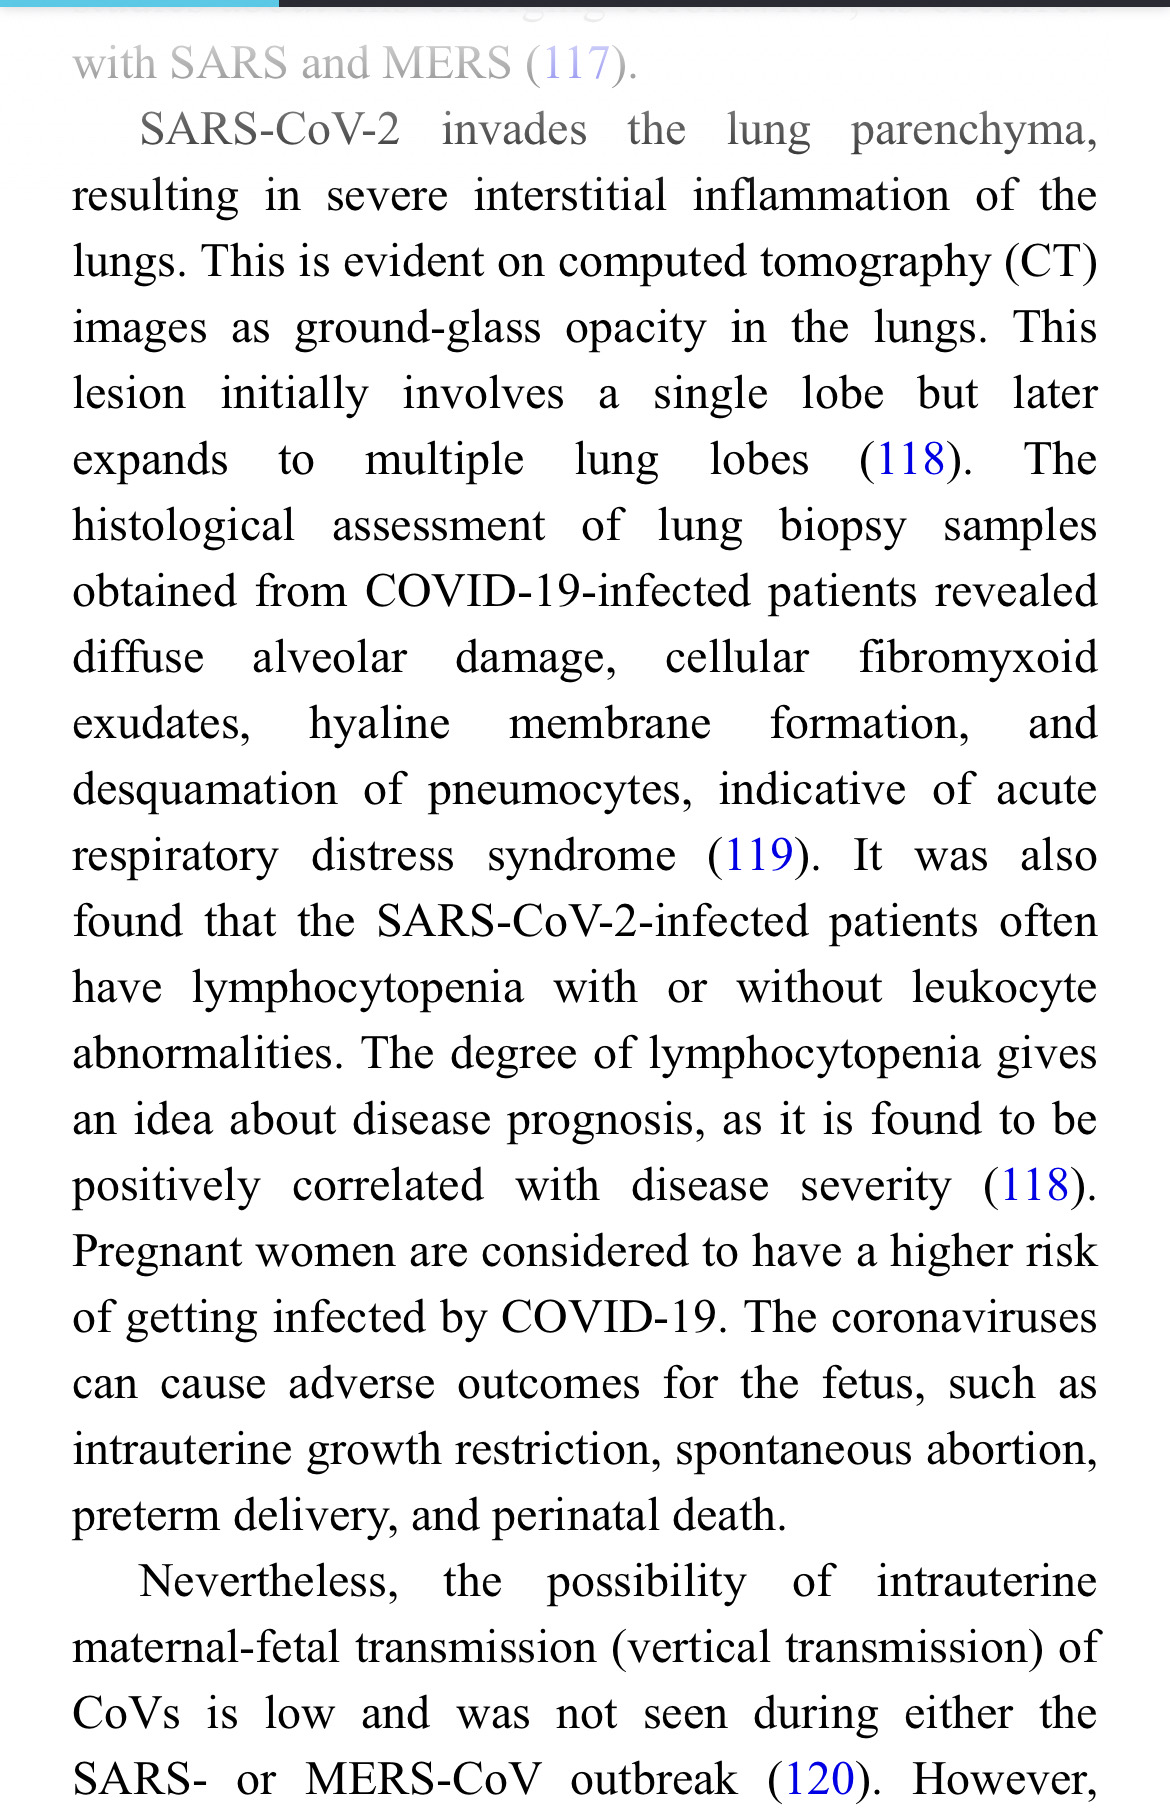 with SARS and MERS (117).
SARS-CoV-2 invades the lung parenchyma,
resulting in severe interstitial inflammation of the
lungs. This is evident on computed tomography (CT)
images as ground-glass opacity in the lungs. This
lesion initially involves a single lobe but later
expands to multiple lung lobes (118). The
histological assessment of lung biopsy samples
obtained from COVID-19-infected patients revealed
diffuse alveolar damage, cellular fibromyxoid
exudates, hyaline membrane formation, and
desquamation of pneumocytes, indicative of acute
respiratory distress syndrome (119). It was also
found that the SARS-CoV-2-infected patients often
have lymphocytopenia with or without leukocyte
abnormalities. The degree of lymphocytopenia gives
an idea about disease prognosis, as it is found to be
positively correlated with disease severity (118).
Pregnant women are considered to have a higher risk
of getting infected by COVID-19. The coronaviruses
can cause adverse outcomes for the fetus, such as
intrauterine growth restriction, spontaneous abortion,
preterm delivery, and perinatal death.
Nevertheless, the possibility of intrauterine
maternal-fetal transmission (vertical transmission) of
CoVs is low and was not seen during either the
SARS- or MERS-CoV outbreak (120). However,